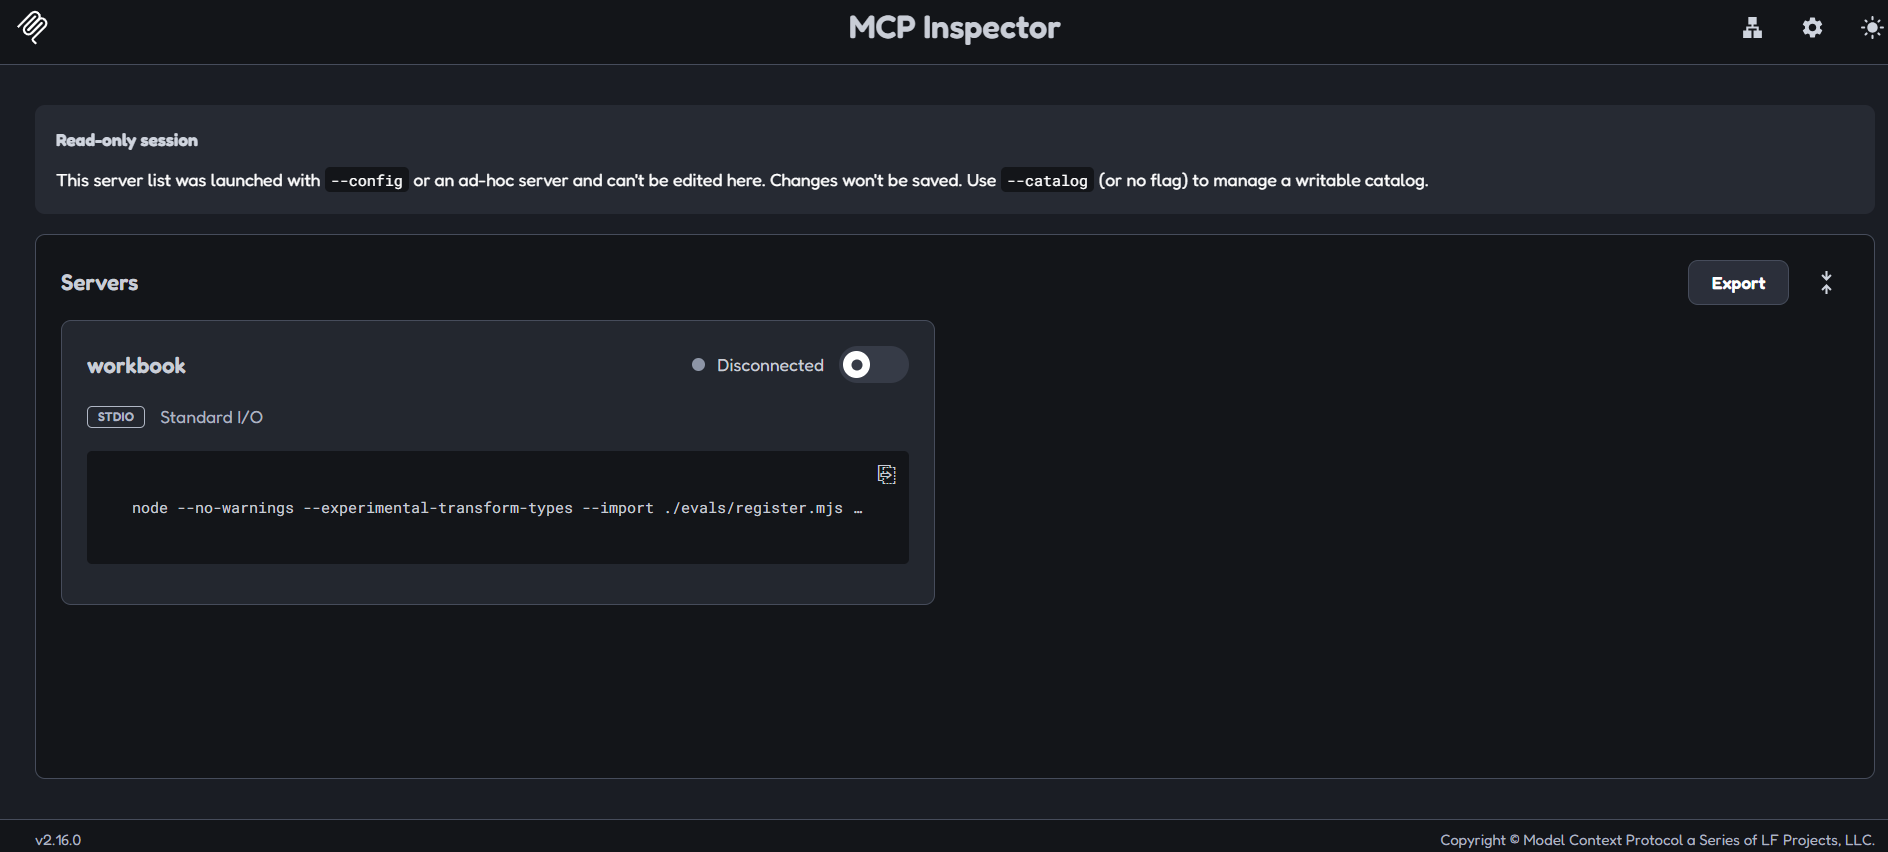 MCP Inspector
Read-only session
This server list was launched with --config or an ad-hoc server and can't be edited here. Changes won't be saved. Use --catalog (or no flag) to manage a writable catalog.
Servers
Export
workbook
Disconnected
STDIO Standard I/O
node --no-warnings --experimental-transform-types --import ./evals/register.mjs …
v2.16.0
Copyright © Model Context Protocol a Series of LF Projects, LLC.